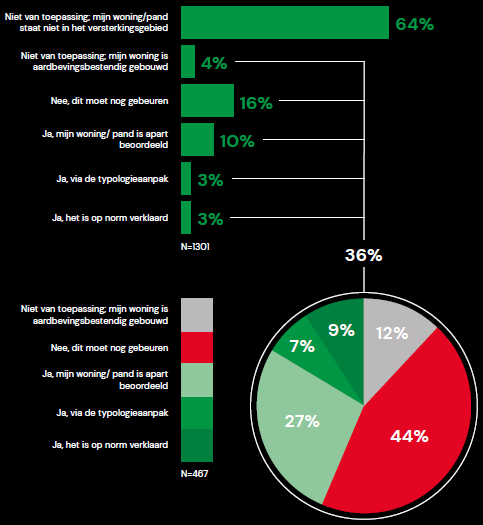 Niet van toepassing; mijn woning/pand
staat niet in het versterkingsgebied
64%
Niet van toepassing; mijn woning is
aardbevingsbestendig gebouwd
4%
Nee, dit moet nog gebeuren
16%
Ja, mijn woning/ pand is apart
beoordeeld
10%
Ja, via de typologieaanpak
3%
Ja, het is op norm verklaard
3%
N=1301
36%
Niet van toepassing; mijn woning is
aardbevingsbestendig gebouwd
Nee, dit moet nog gebeuren
Ja, mijn woning/ pand is apart
beoordeeld
Ja, via de typologieaanpak
Ja, het is op norm verklaard
N=467
9%
12%
7%
27%
44%